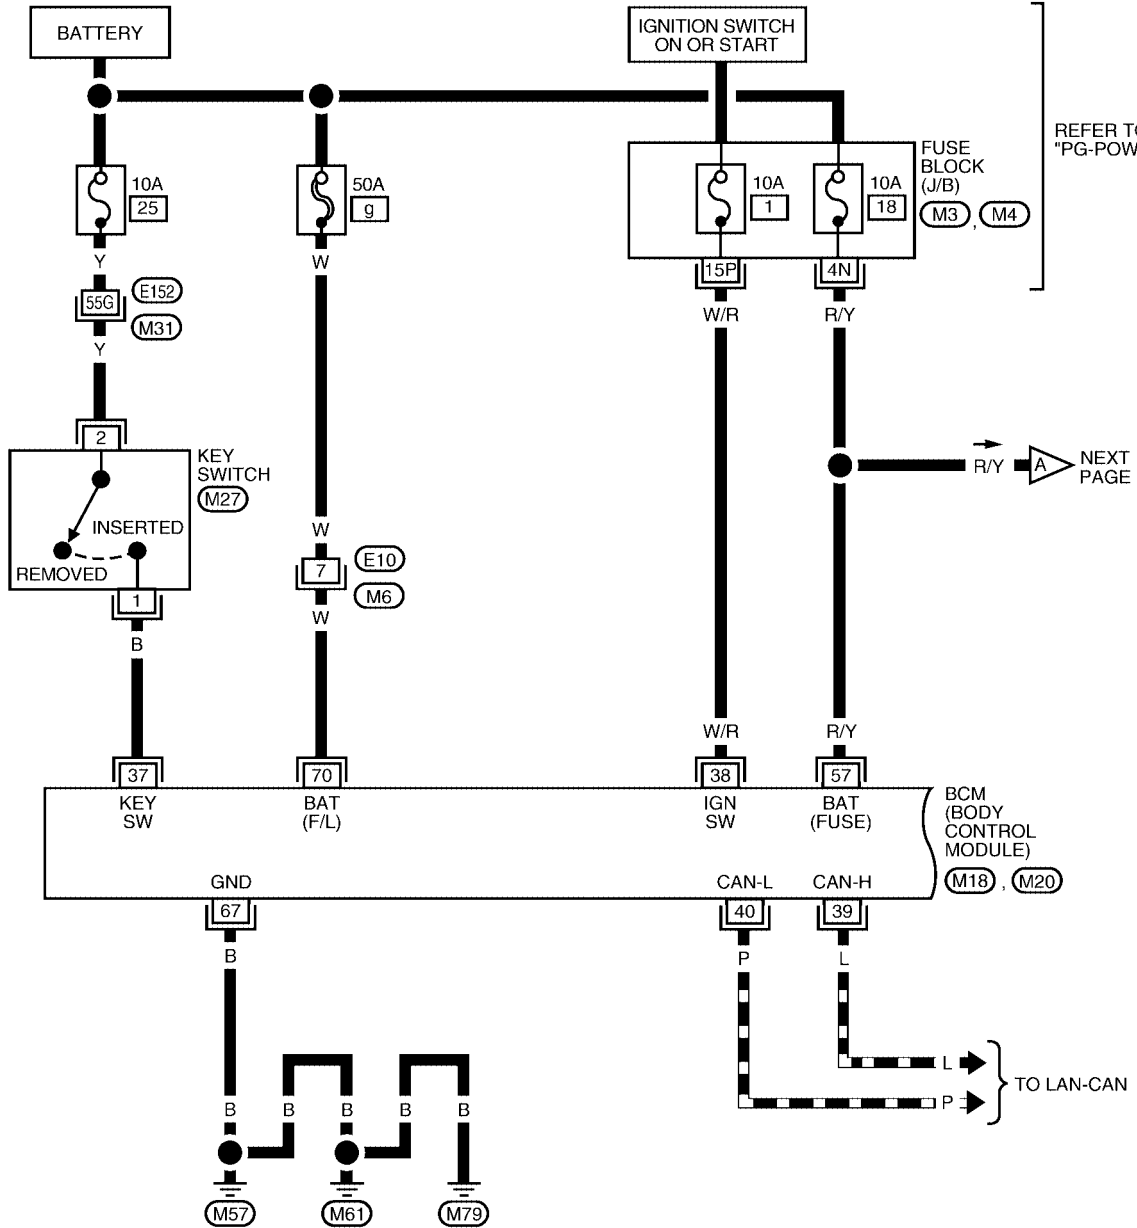 BATTERY
IGNITION SWITCH
ON OR START
REFER TO
"PG-POW
10A
25
50A
g
10A
1
10A
18
FUSE
BLOCK
(J/B)
M3 , M4
Y
W
15P
4N
55G
E152
M31
W/R
R/Y
Y
2
KEY
SWITCH
M27
R/Y
A
NEXT
PAGE
INSERTED
REMOVED
W
7
E10
M6
1
W
B
W/R
R/Y
37
70
38
57
KEY
SW
BAT
(F/L)
IGN
SW
BAT
(FUSE)
BCM
(BODY
CONTROL
MODULE)
M18 , M20
GND
CAN-L
CAN-H
67
40
39
B
P
L
L
P
TO LAN-CAN
B
B
B
B
B
M57
M61
M79